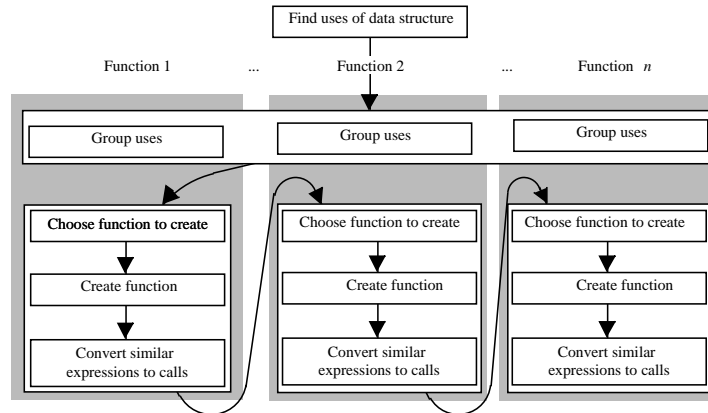 Find uses of data structure
Function 1 ... Function 2 ... Function n
Group uses
Group uses
Group uses
Choose function to create
Create function
Convert similar
expressions to calls
Choose function to create
Create function
Convert similar
expressions to calls
Choose function to create
Create function
Convert similar
expressions to calls